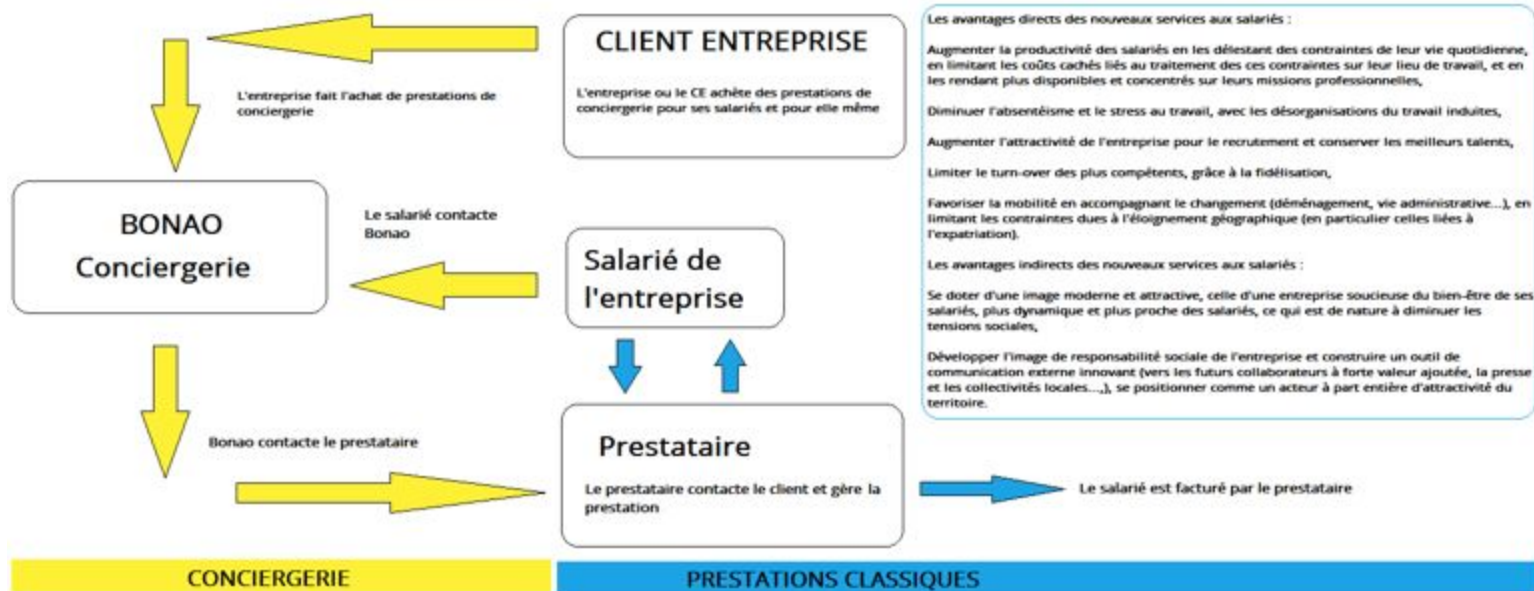 CLIENT ENTREPRISE
L'entreprise ou le CE achète des prestations de
conciergerie pour ses salariés et pour elle même
L'entreprise fait l'achat de prestations de
conciergerie
BONAO
Conciergerie
Le salarié contacte
Bonao
Salarié de
l'entreprise
Bonao contacte le prestataire
Prestataire
Le prestataire contacte le client et gère la
prestation
Le salarié est facturé par le prestataire
Les avantages directs des nouveaux services aux salariés :
Augmenter la productivité des salariés en les délestant des contraintes de leur vie quotidienne,
en limitant les coûts cachés liés au traitement des ces contraintes sur leur lieu de travail, et en
les rendant plus disponibles et concentrés sur leurs missions professionnelles,
Diminuer l'absentéisme et le stress au travail, avec les désorganisations du travail induites,
Augmenter l'attractivité de l'entreprise pour le recrutement et conserver les meilleurs talents,
Limiter le turn-over des plus compétents, grâce à la fidélisation,
Favoriser la mobilité en accompagnant le changement (déménagement, vie administrative...), en
limitant les contraintes dues à l'éloignement géographique (en particulier celles liées à
l'expatriation).
Les avantages indirects des nouveaux services aux salariés :
Se doter d'une image moderne et attractive, celle d'une entreprise soucieuse du bien-être de ses
salariés, plus dynamique et plus proche des salariés, ce qui est de nature à diminuer les
tensions sociales,
Développer l'image de responsabilité sociale de l'entreprise et construire un outil de
communication externe innovant (vers les futurs collaborateurs à forte valeur ajoutée, la presse
et les collectivités locales...,), se positionner comme un acteur à part entière d'attractivité du
territoire.
CONCIERGERIE
PRESTATIONS CLASSIQUES